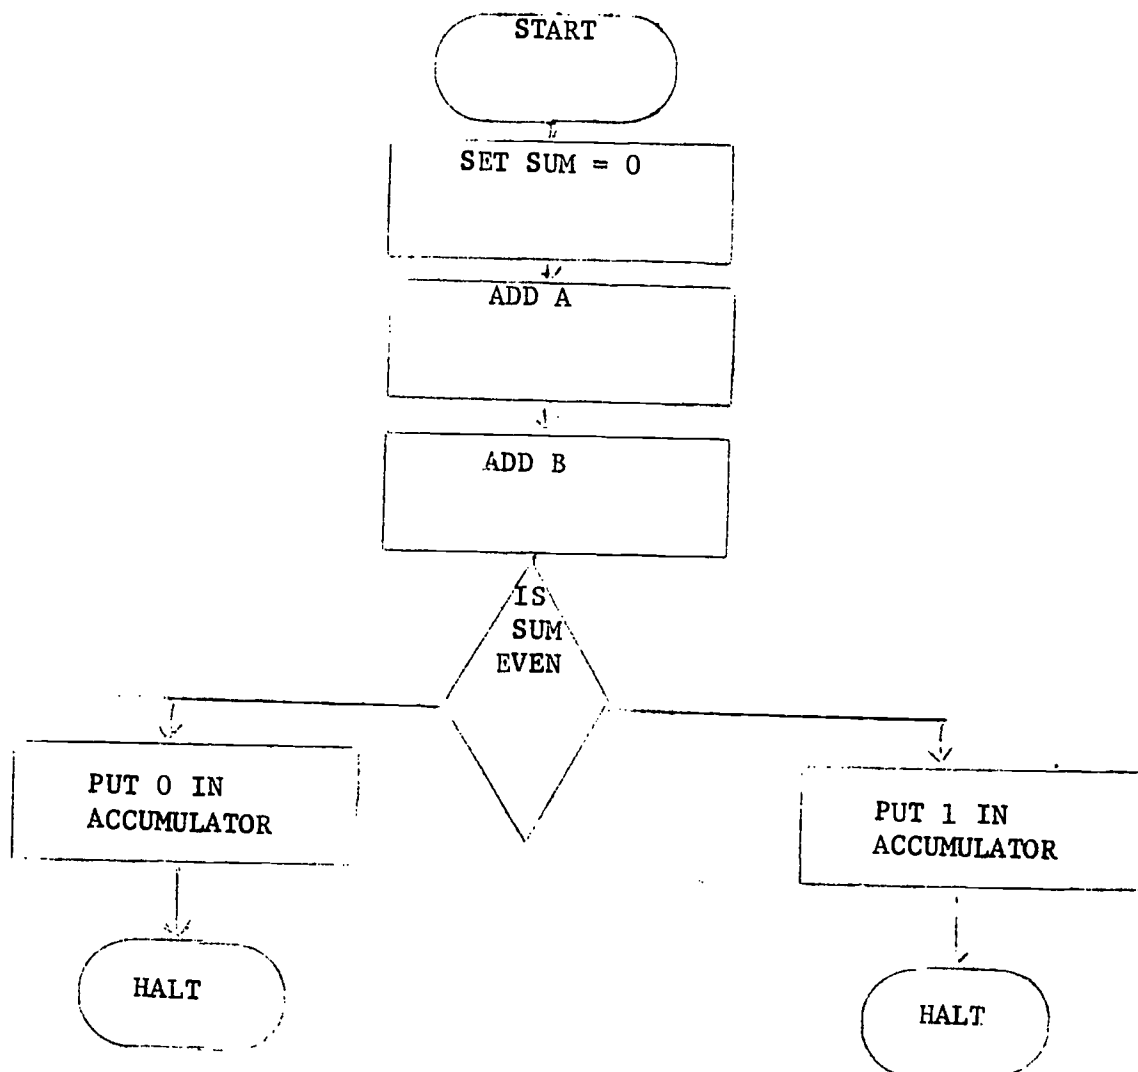 START
SET SUM = 0
ADD A
ADD B
IS
SUM
EVEN
PUT 0 IN
ACCUMULATOR
PUT 1 IN
ACCUMULATOR
HALT
HALT